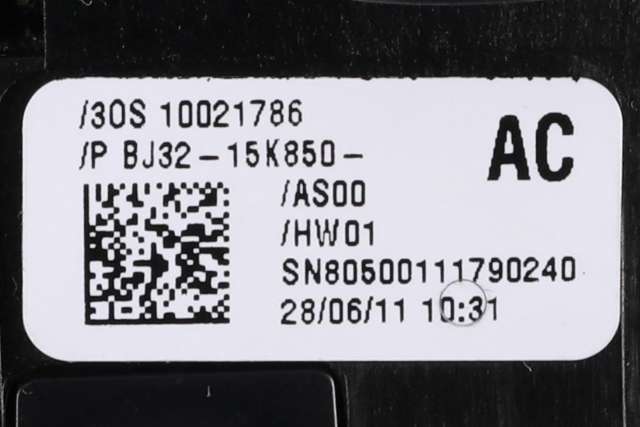 /30S 10021786
/P BJ32-15K850-
AC
/AS00
/HW01
SN80500111790240
28/06/11 10:31